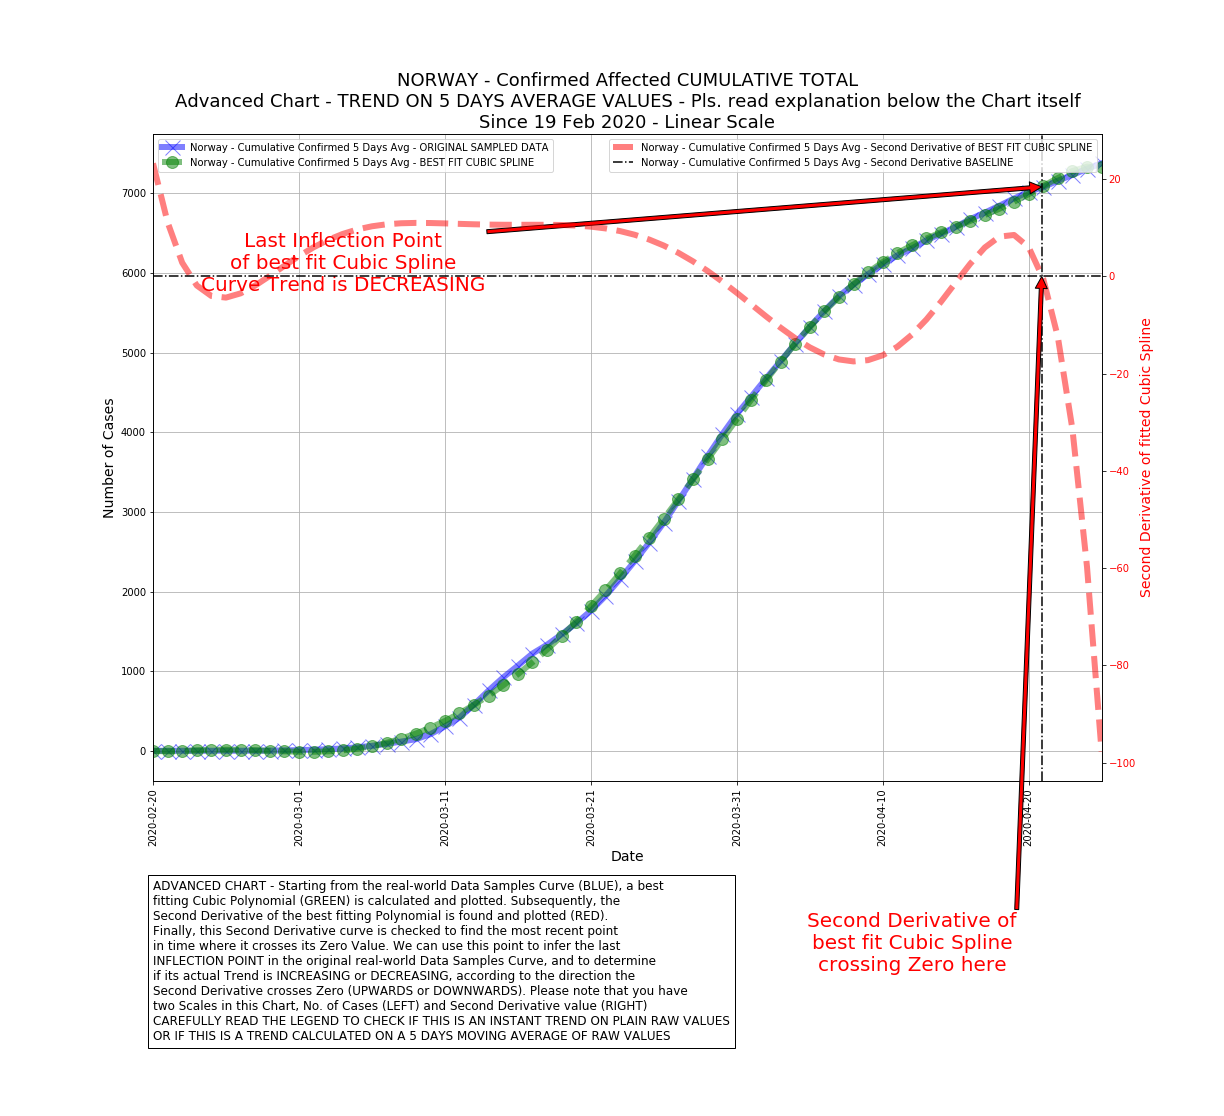 NORWAY - Confirmed Affected CUMULATIVE TOTAL
Advanced Chart - TREND ON 5 DAYS AVERAGE VALUES - Pls. read explanation below the Chart itself
Since 19 Feb 2020 - Linear Scale
Norway - Cumulative Confirmed 5 Days Avg - ORIGINAL SAMPLED DATA
Norway - Cumulative Confirmed 5 Days Avg - BEST FIT CUBIC SPLINE
Norway - Cumulative Confirmed 5 Days Avg - Second Derivative of BEST FIT CUBIC SPLINE
Norway - Cumulative Confirmed 5 Days Avg - Second Derivative BASELINE
Last Inflection Point
of best fit Cubic Spline
Curve Trend is DECREASING
Number of Cases
7000
6000
5000
4000
3000
2000
1000
0
20
0
−20
−40
−60
−80
−100
Second Derivative of fitted Cubic Spline
2020-02-20
2020-03-01
2020-03-11
2020-03-21
2020-03-31
2020-04-10
2020-04-20
Date
ADVANCED CHART - Starting from the real-world Data Samples Curve (BLUE), a best
fitting Cubic Polynomial (GREEN) is calculated and plotted. Subsequently, the
Second Derivative of the best fitting Polynomial is found and plotted (RED).
Finally, this Second Derivative curve is checked to find the most recent point
in time where it crosses its Zero Value. We can use this point to infer the last
INFLECTION POINT in the original real-world Data Samples Curve, and to determine
if its actual Trend is INCREASING or DECREASING, according to the direction the
Second Derivative crosses Zero (UPWARDS or DOWNWARDS). Please note that you have
two Scales in this Chart, No. of Cases (LEFT) and Second Derivative value (RIGHT)
CAREFULLY READ THE LEGEND TO CHECK IF THIS IS AN INSTANT TREND ON PLAIN RAW VALUES
OR IF THIS IS A TREND CALCULATED ON A 5 DAYS MOVING AVERAGE OF RAW VALUES
Second Derivative of
best fit Cubic Spline
crossing Zero here